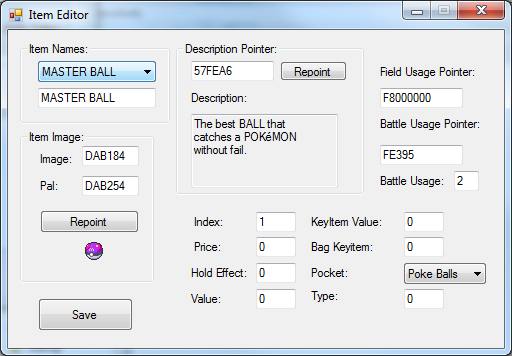 Item Editor
Item Names:
MASTER BALL
MASTER BALL
Item Image:
Image: DAB184
Pal: DAB254
Repoint
Save
Description Pointer:
57FEA6 Repoint
Description:
The best BALL that
catches a POKéMON
without fail.
Field Usage Pointer:
F8000000
Battle Usage Pointer:
FE395
Battle Usage: 2
Index: 1 KeyItem Value: 0
Price: 0 Bag Keyitem: 0
Hold Effect: 0 Pocket: Poke Balls
Value: 0 Type: 0